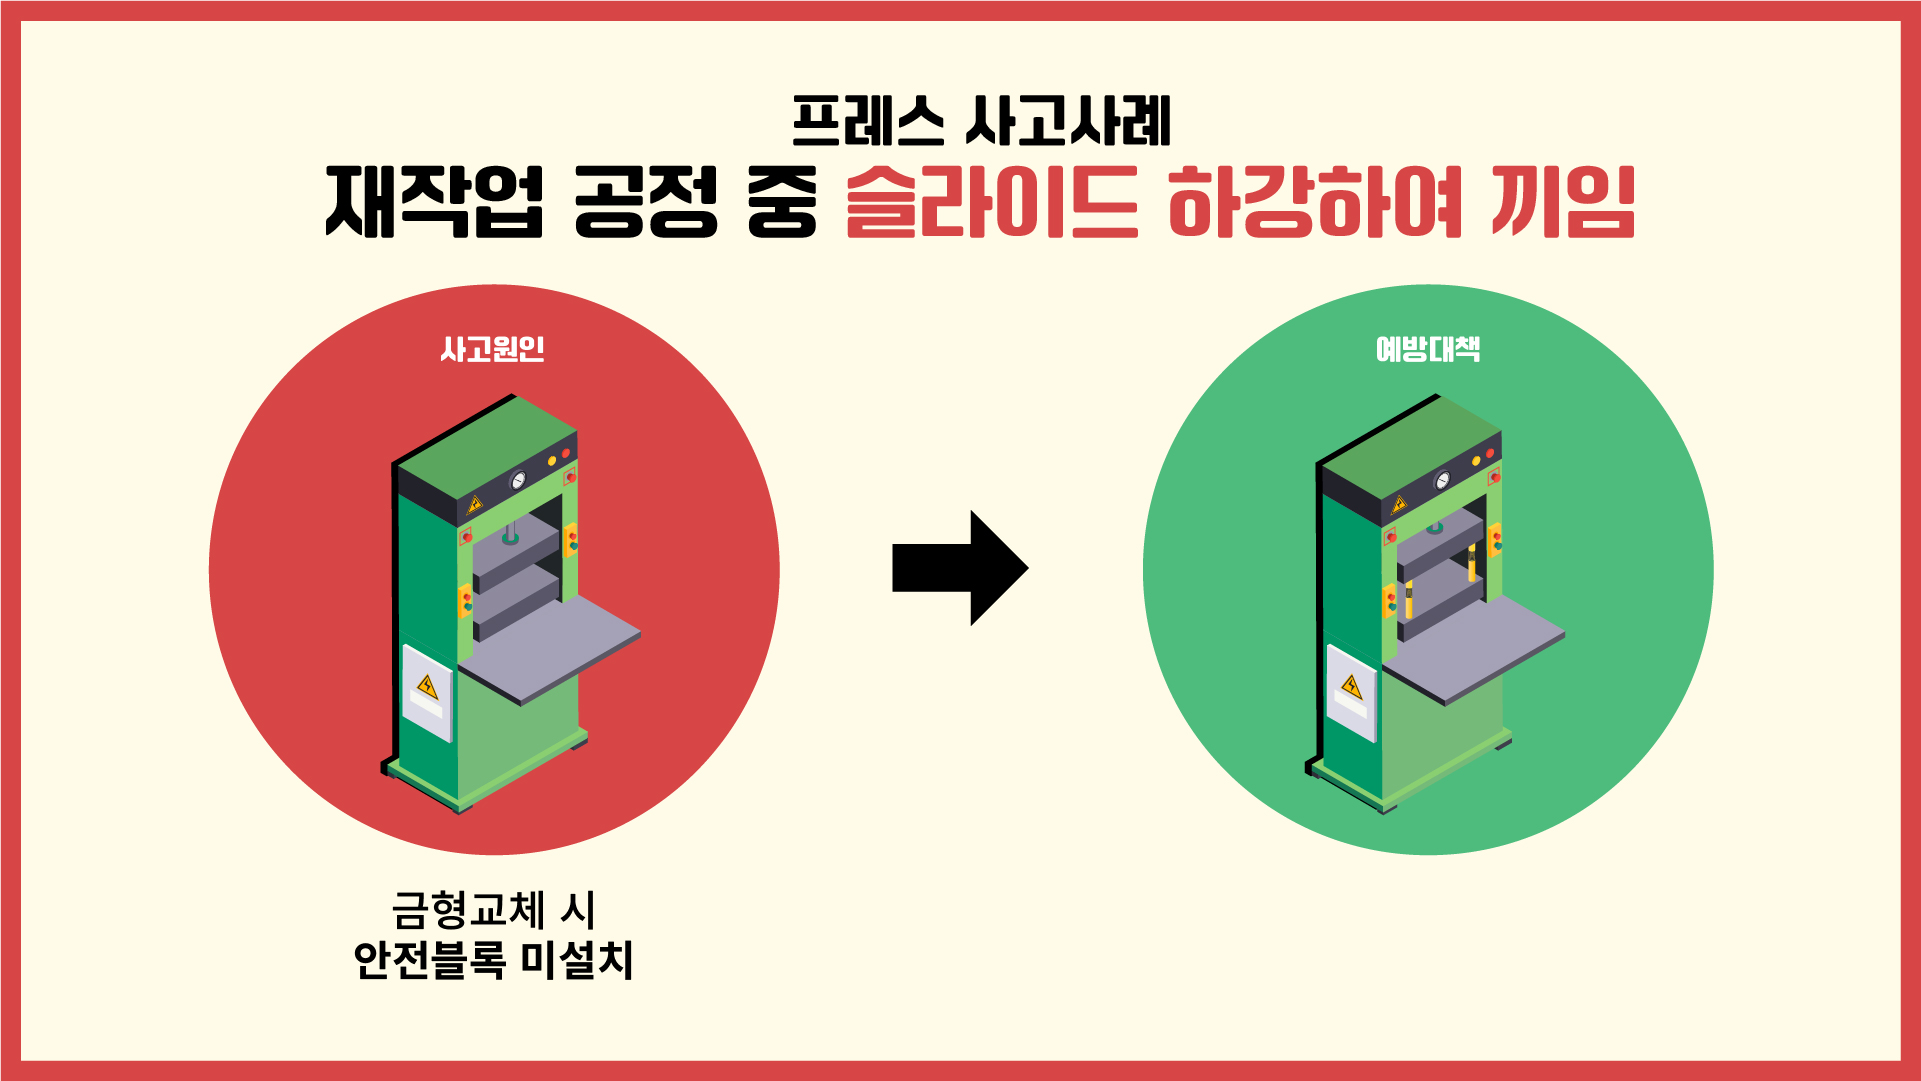 프레스 사고사례
재작업 공정 중 슬라이드 하강하여 끼임
사고원인
예방대책
금형교체 시
안전블록 미설치